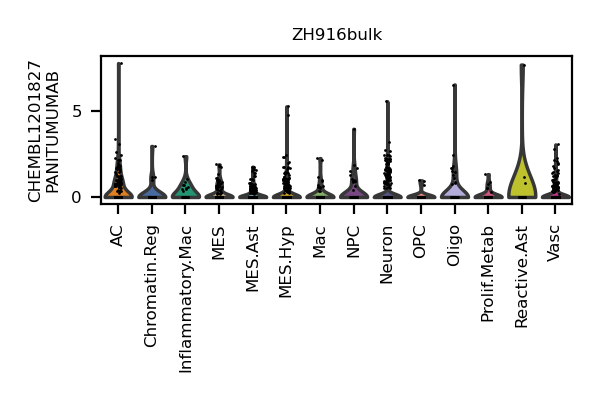 ZH916bulk
CHEMBL1201827
PANITUMUMAB
5
0
AC
Chromatin.Reg
Inflammatory.Mac
MES
MES.Ast
MES.Hyp
Mac
NPC
Neuron
OPC
Oligo
Prolif.Metab
Reactive.Ast
Vasc